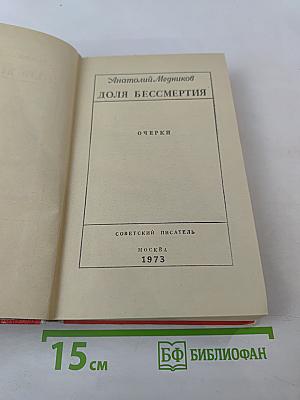 Анатолий Медников
ДОЛЯ БЕССМЕРТИЯ
ОЧЕРКИ
СОВЕТСКИЙ ПИСАТЕЛЬ
МОСКВА
1973
15 см
БФ БИБЛИОФАН